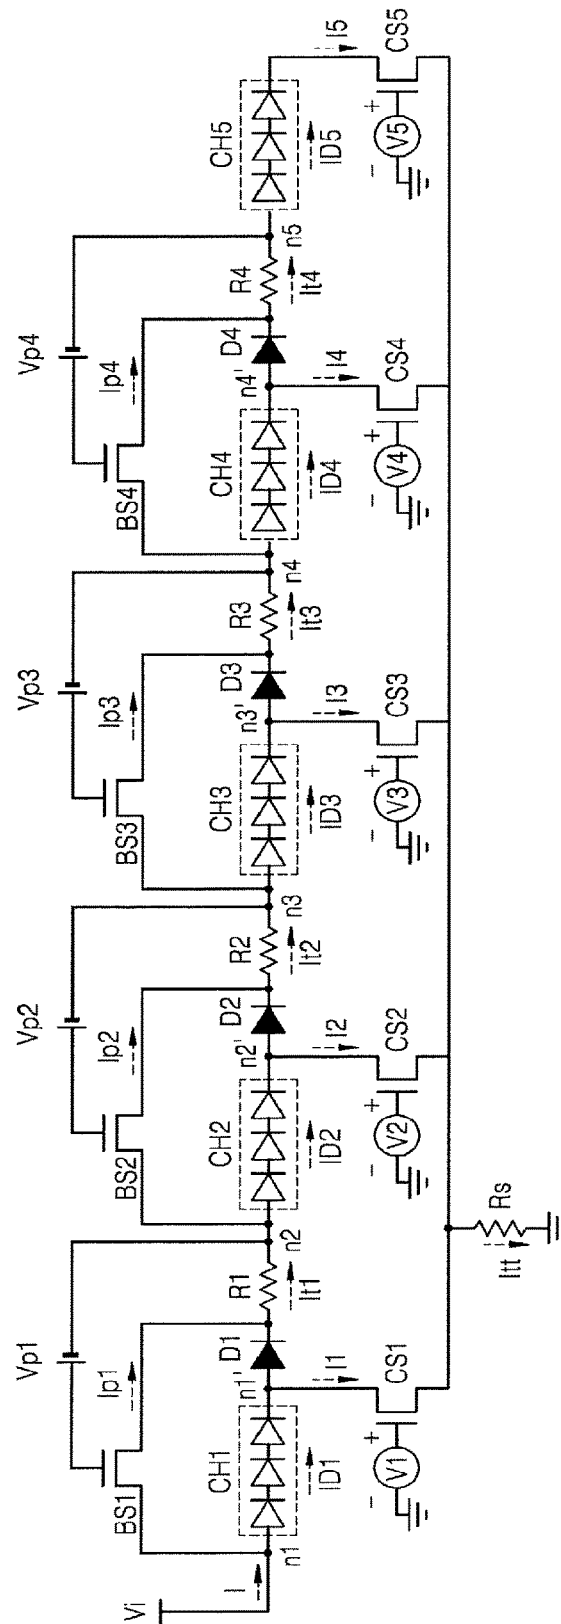 Vi
I
n1
BS1
Vp1
Ip1
CH1
ID1
n1'
D1
R1
It1
I1
CS1
V1
+
-
n2
BS2
Vp2
Ip2
CH2
ID2
n2'
D2
R2
It2
I2
CS2
V2
+
-
Itt
Rs
n3
BS3
Vp3
Ip3
CH3
ID3
n3'
D3
R3
It3
I3
CS3
V3
+
-
n4
BS4
Vp4
Ip4
CH4
ID4
n4'
D4
R4
It4
I4
CS4
V4
+
-
n5
CH5
ID5
I5
CS5
V5
+
-